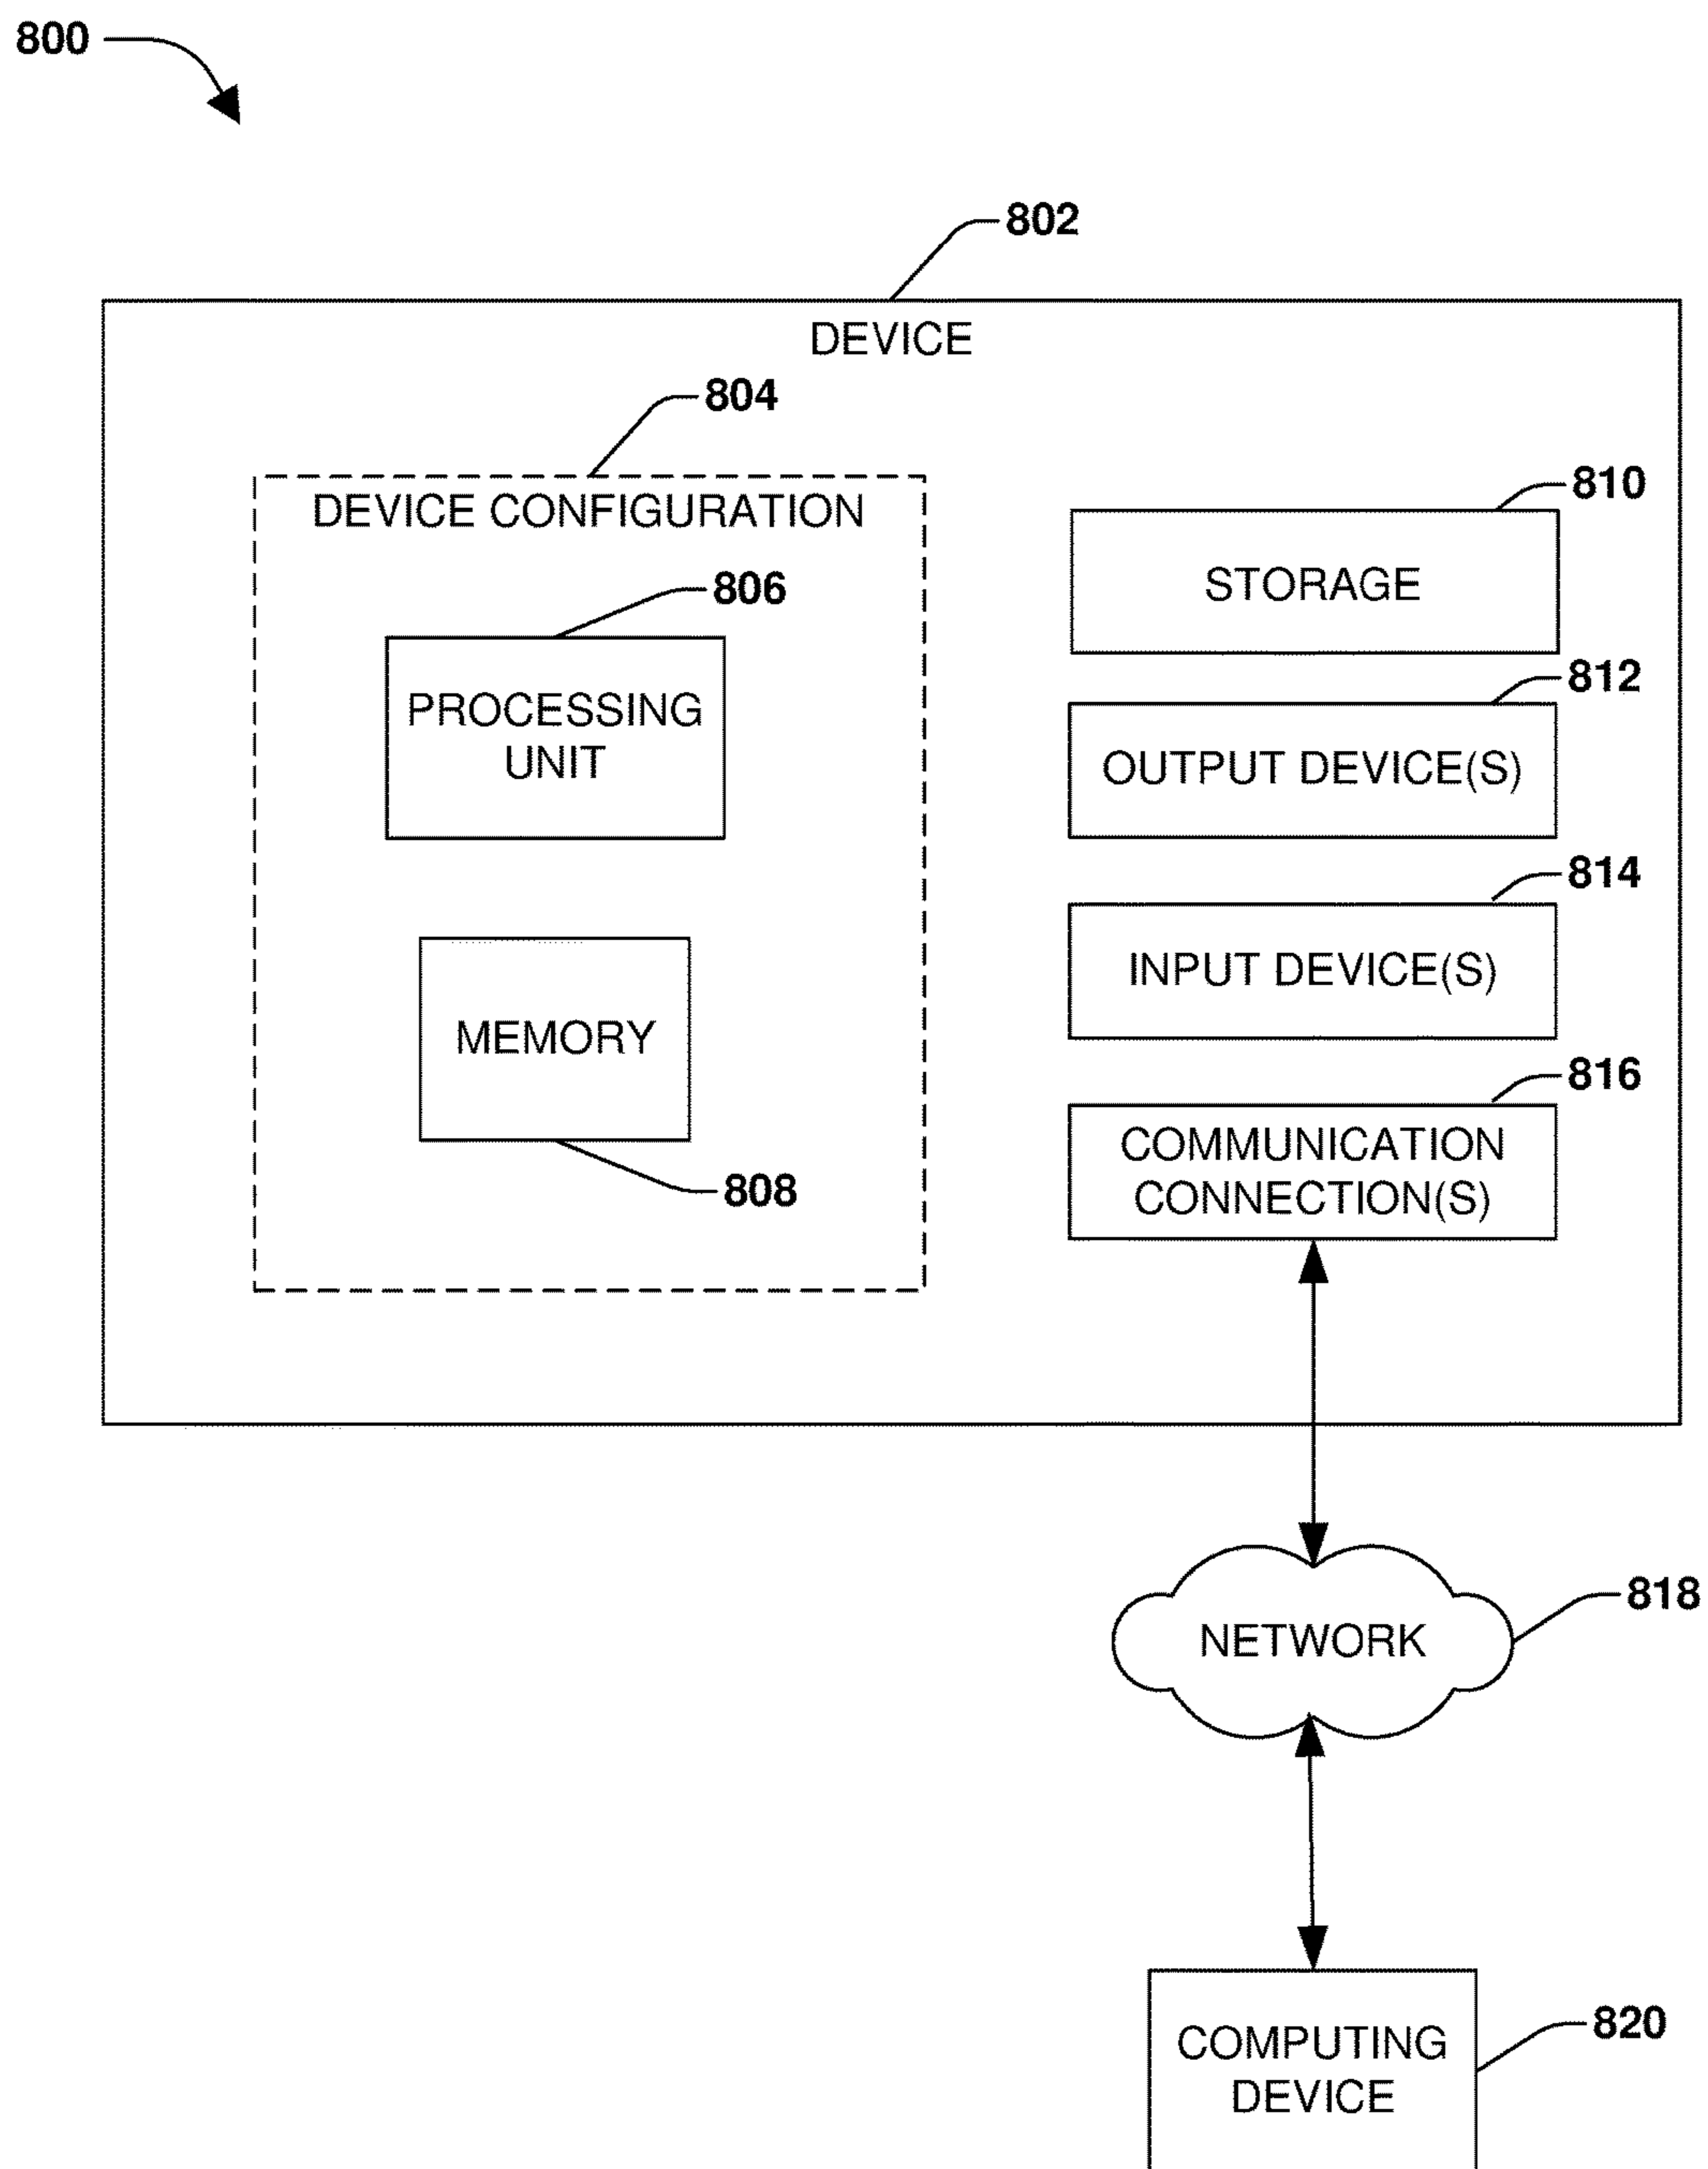 800
802
DEVICE
804
DEVICE CONFIGURATION
806
PROCESSING
UNIT
MEMORY
808
810
STORAGE
812
OUTPUT DEVICE(S)
814
INPUT DEVICE(S)
816
COMMUNICATION
CONNECTION(S)
818
NETWORK
820
COMPUTING
DEVICE